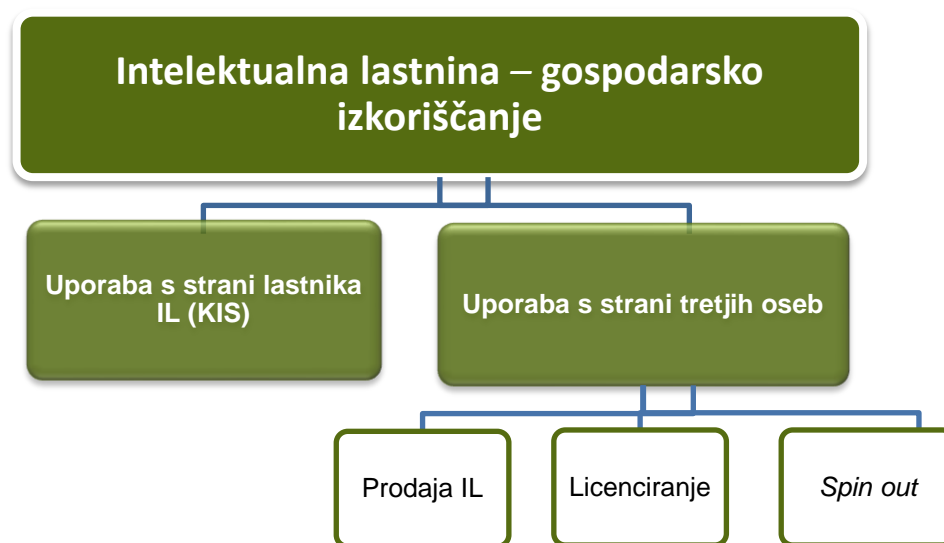 Intelektualna lastnina – gospodarsko
izkoriščanje
Uporaba s strani lastnika
IL (KIS)
Uporaba s strani tretjih oseb
Prodaja IL
Licenciranje
Spin out